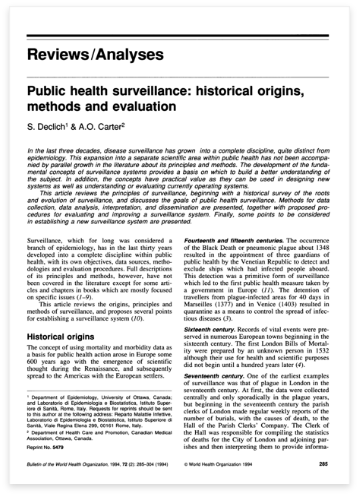 Reviews/Analyses
Public health surveillance: historical origins,
methods and evaluation
S. Declich¹ & A.O. Carter²
In the last three decades, disease surveillance has grown into a complete discipline, quite distinct from
epidemiology. This expansion into a separate scientific area within public health has not been accompa-
nied by parallel growth in the literature about its principles and methods. The development of the funda-
mental concepts of surveillance systems provides a basis on which to build a better understanding of
the subject. In addition, the concepts have practical value as they can be used in designing new
systems as well as understanding or evaluating currently operating systems.
This article reviews the principles of surveillance, beginning with a historical survey of the roots
and evolution of surveillance, and discusses the goals of public health surveillance. Methods for data
collection, data analysis, interpretation, and dissemination are presented, together with proposed pro-
cedures for evaluating and improving a surveillance system. Finally, some points to be considered
in establishing a new surveillance system are presented.
Surveillance, which for long was considered a
branch of epidemiology, has in the last thirty years
developed into a complete discipline within public
health, with its own objectives, data sources, metho-
dologies and evaluation procedures. Full descriptions
of its principles and methods, however, have not
been covered in the literature except for some arti-
cles and chapters in books which are mostly focused
on specific issues (1–9).
This article reviews the origins, principles and
methods of surveillance, and proposes several points
for establishing a surveillance system (10).
Historical origins
The concept of using mortality and morbidity data as
a basis for public health action arose in Europe some
600 years ago with the emergence of scientific
thought during the Renaissance, and subsequently
spread to the Americas with the European settlers.
¹ Department of Epidemiology, University of Ottawa, Canada;
and Laboratorio di Epidemiologia e Biostatistica, Istituto Super-
iore di Sanità, Rome, Italy. Requests for reprints should be sent
to this author at the following address: Reparto Malattie Infettive,
Laboratorio di Epidemiologia e Biostatistica, Istituto Superiore di
Sanità, Viale Regina Elena 299, 00161 Rome, Italy.
² Department of Health Care and Promotion, Canadian Medical
Association, Ottawa, Canada.
Reprint No. 5479
Fourteenth and fifteenth centuries. The occurrence
of the Black Death or pneumonic plague about 1348
resulted in the appointment of three guardians of
public health by the Venetian Republic to detect and
exclude ships which had infected people aboard.
This detection was a primitive form of surveillance
which led to the first public health measure taken by
a government in Europe (11). The detention of
travellers from plague-infected areas for 40 days in
Marseilles (1377) and in Venice (1403) resulted in
quarantine as a means to control the spread of infec-
tious diseases (3).
Sixteenth century. Records of vital events were pre-
served in numerous European towns beginning in the
sixteenth century. The first London Bills of Mortal-
ity were prepared by an unknown person in 1532
although their use for health and scientific purposes
did not begin until a hundred years later (4).
Seventeenth century. One of the earliest examples
of surveillance was that of plague in London in the
seventeenth century. At first, the data were collected
centrally and only sporadically in the plague years,
but beginning in the seventeenth century the parish
clerks of London made regular weekly reports of the
number of burials, with the causes of death, to the
Hall of the Parish Clerks' Company. The Clerk of
the Hall was responsible for compiling the statistics
of deaths for the City of London and adjoining par-
ishes and then interpreting them to provide informa-
Bulletin of the World Health Organization, 1994, 72 (2): 285–304 (1994) © World Health Organization 1994 285